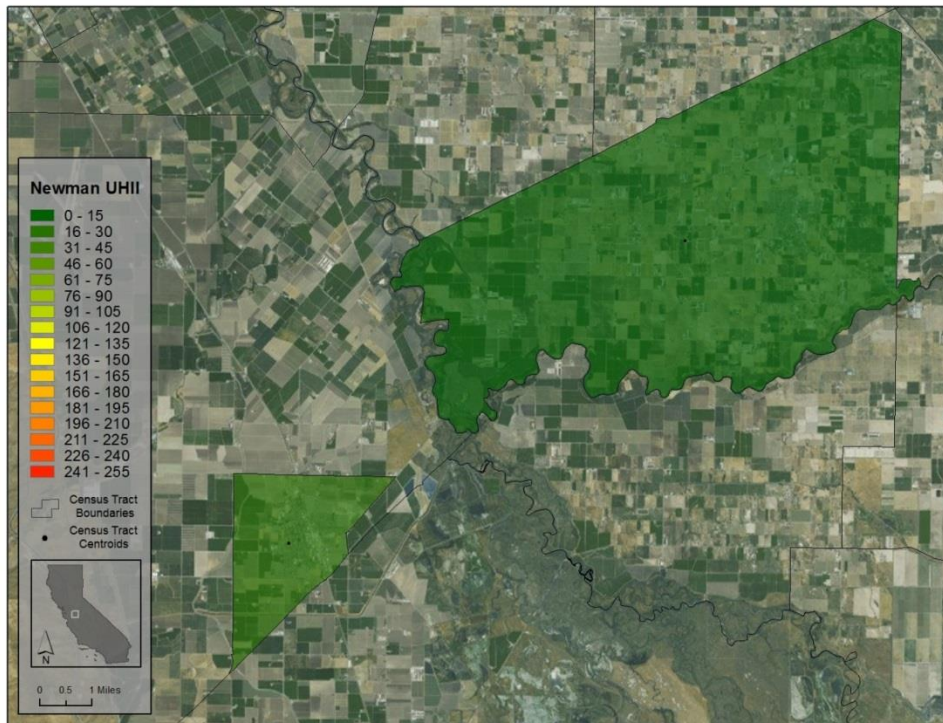 Newman UHII
0 - 15
16 - 30
31 - 45
46 - 60
61 - 75
76 - 90
91 - 105
106 - 120
121 - 135
136 - 150
151 - 165
166 - 180
181 - 195
196 - 210
211 - 225
226 - 240
241 - 255
Census Tract
Boundaries
Census Tract
Centroids
N
0 0.5 1 Miles